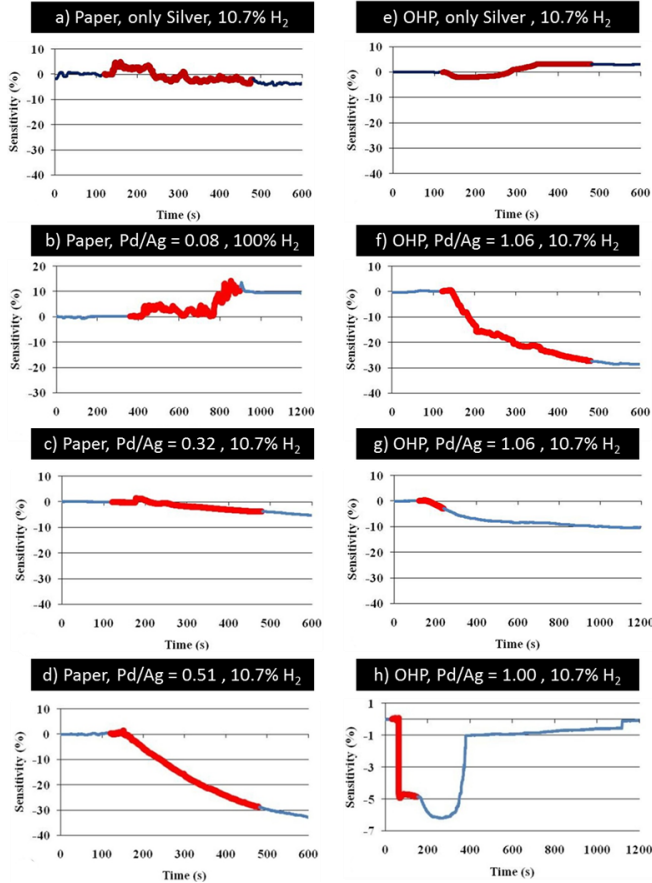 a) Paper, only Silver, 10.7% H₂
Sensitivity (%)
10
0
-10
-20
-30
-40
0 100 200 300 400 500 600
Time (s)
e) OHP, only Silver , 10.7% H₂
Sensitivity (%)
10
0
-10
-20
-30
-40
0 100 200 300 400 500 600
Time (s)
b) Paper, Pd/Ag = 0.08 , 100% H₂
Sensitivity (%)
20
10
0
-10
-20
-30
0 200 400 600 800 1000 1200
Time (s)
f) OHP, Pd/Ag = 1.06 , 10.7% H₂
Sensitivity (%)
10
0
-10
-20
-30
-40
0 100 200 300 400 500 600
Time (s)
c) Paper, Pd/Ag = 0.32 , 10.7% H₂
Sensitivity (%)
10
0
-10
-20
-30
-40
0 100 200 300 400 500 600
Time (s)
g) OHP, Pd/Ag = 1.06 , 10.7% H₂
Sensitivity (%)
10
0
-10
-20
-30
-40
0 200 400 600 800 1000 1200
Time (s)
d) Paper, Pd/Ag = 0.51 , 10.7% H₂
Sensitivity (%)
10
0
-10
-20
-30
-40
0 100 200 300 400 500 600
Time (s)
h) OHP, Pd/Ag = 1.00 , 10.7% H₂
Sensitivity (%)
1
-1
-3
-5
-7
0 200 400 600 800 1000 1200
Time (s)